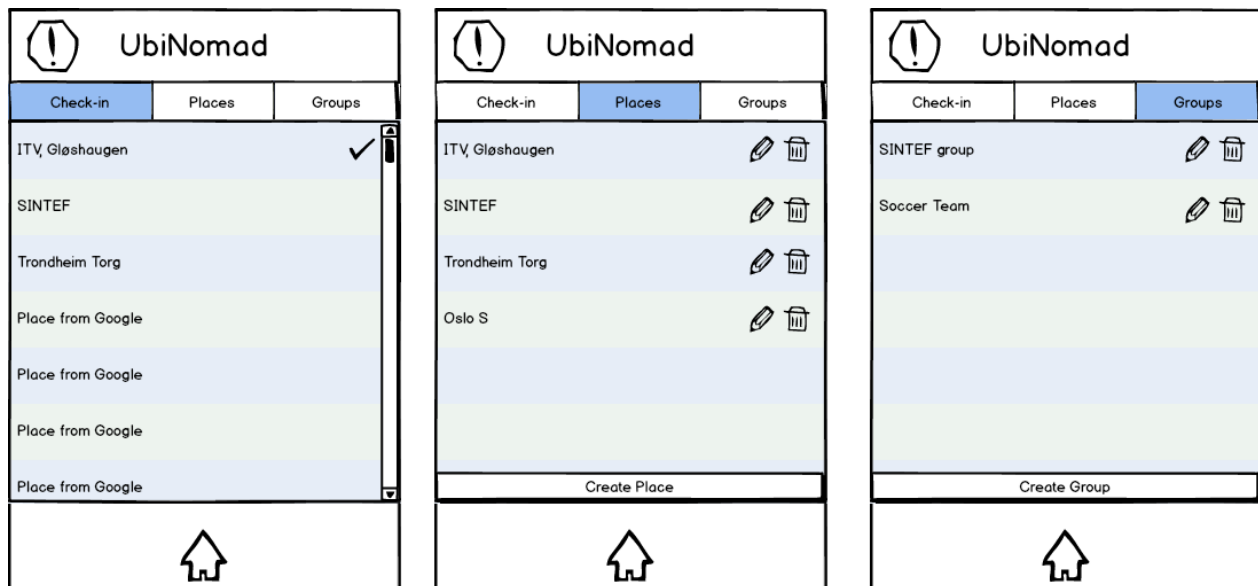 UbiNomad
Check-in Places Groups
ITV, Gløshaugen
SINTEF
Trondheim Torg
Place from Google
Place from Google
Place from Google
Place from Google
UbiNomad
Check-in Places Groups
ITV, Gløshaugen
SINTEF
Trondheim Torg
Oslo S
Create Place
UbiNomad
Check-in Places Groups
SINTEF group
Soccer Team
Create Group